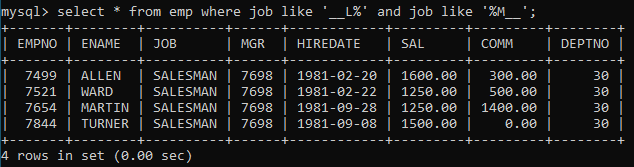 mysql> select * from emp where job like '__L%' and job like '%M__';
+-------+--------+----------+------+------------+---------+---------+--------+
| EMPNO | ENAME  | JOB      | MGR  | HIREDATE   | SAL     | COMM    | DEPTNO |
+-------+--------+----------+------+------------+---------+---------+--------+
|  7499 | ALLEN  | SALESMAN | 7698 | 1981-02-20 | 1600.00 |  300.00 |     30 |
|  7521 | WARD   | SALESMAN | 7698 | 1981-02-22 | 1250.00 |  500.00 |     30 |
|  7654 | MARTIN | SALESMAN | 7698 | 1981-09-28 | 1250.00 | 1400.00 |     30 |
|  7844 | TURNER | SALESMAN | 7698 | 1981-09-08 | 1500.00 |    0.00 |     30 |
+-------+--------+----------+------+------------+---------+---------+--------+
4 rows in set (0.00 sec)